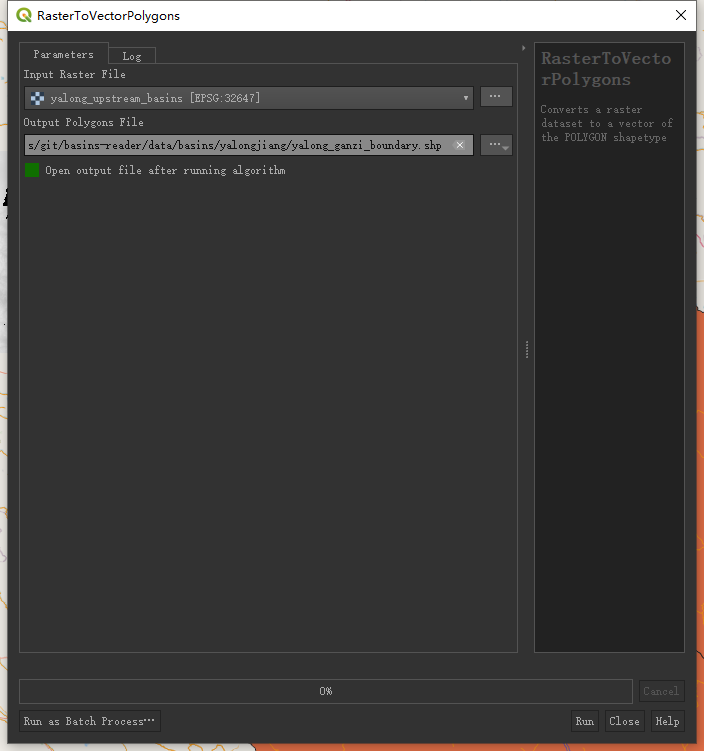 RasterToVectorPolygons
Parameters
Log
Input Raster File
yalong_upstream_basins [EPSG:32647]
…
Output Polygons File
s/git/basins-reader/data/basins/yalongjiang/yalong_ganzi_boundary.shp
…
Open output file after running algorithm
RasterToVecto
rPolygons
Converts a raster
dataset to a vector of
the POLYGON shapetype
0%
Cancel
Run as Batch Process…
Run
Close
Help